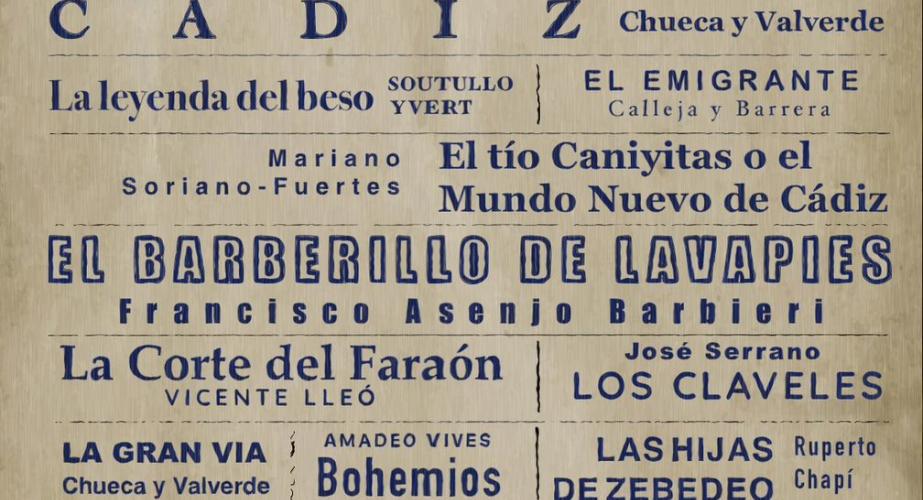 CADIZ Chueca y Valverde
La leyenda del beso
SOUTULLO
Y VERT
EL EMIGRANTE
Calleja y Barrera
Mariano
Soriano-Fuertes
El tío Caniyitas o el
Mundo Nuevo de Cádiz
EL BARBERILLO DE LAVAPIES
Francisco Asenjo Barbieri
La Corte del Faraón
VICENTE LLEÓ
José Serrano
LOS CLAVELES
LA GRAN VIA
Chueca y Valverde
AMADEO VIVES
Bohemios
LAS HIJAS
DE ZEBEDEO
Ruperto
Chapí